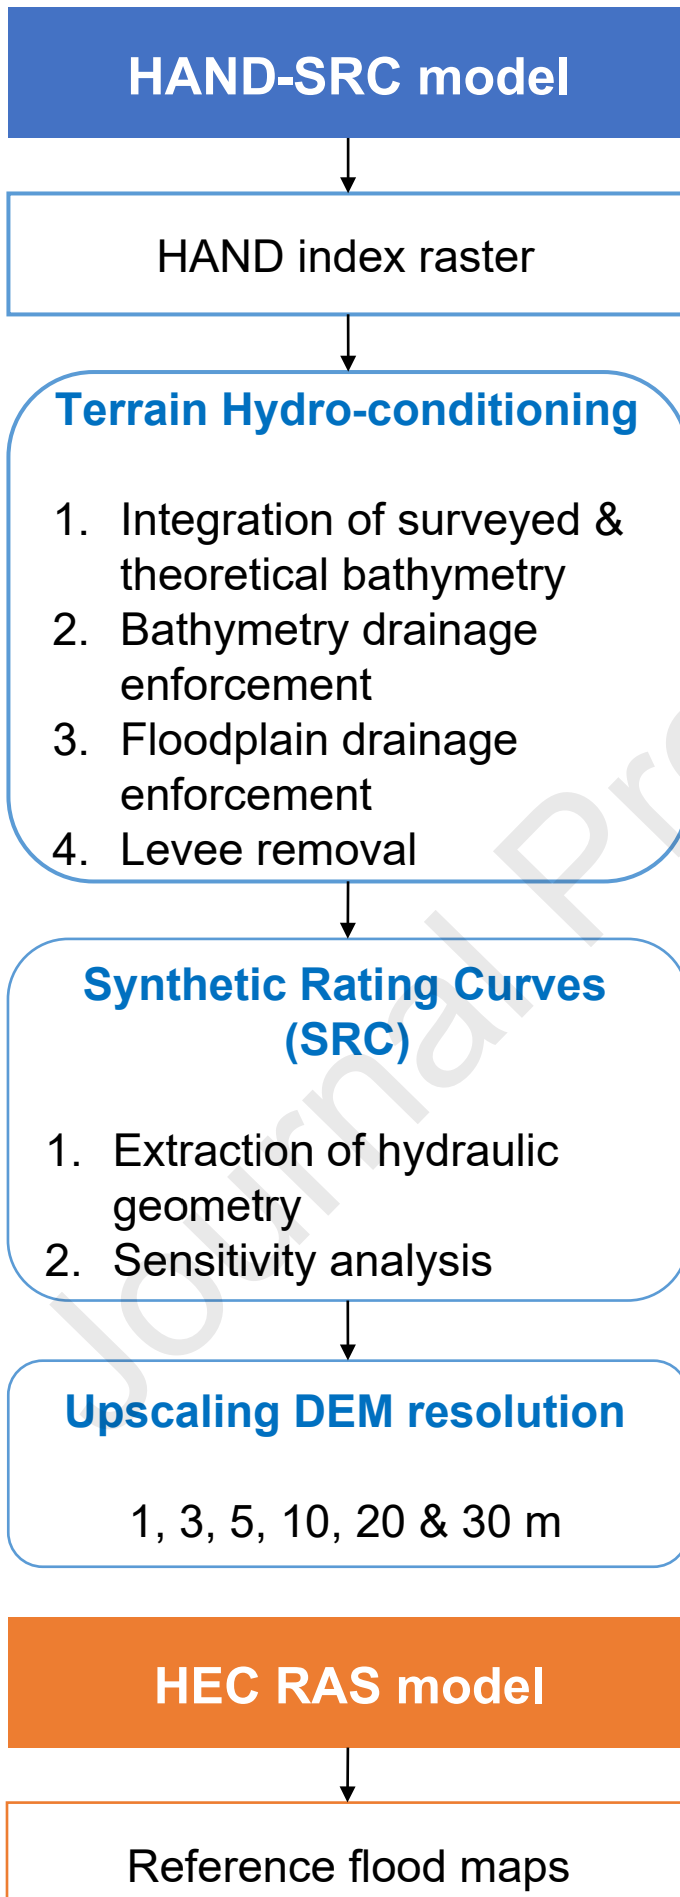 HAND-SRC model
HAND index raster
Terrain Hydro-conditioning
1. Integration of surveyed &
theoretical bathymetry
2. Bathymetry drainage
enforcement
3. Floodplain drainage
enforcement
4. Levee removal
Synthetic Rating Curves
(SRC)
1. Extraction of hydraulic
geometry
2. Sensitivity analysis
Upscaling DEM resolution
1, 3, 5, 10, 20 & 30 m
HEC RAS model
Reference flood maps
Journal Pr